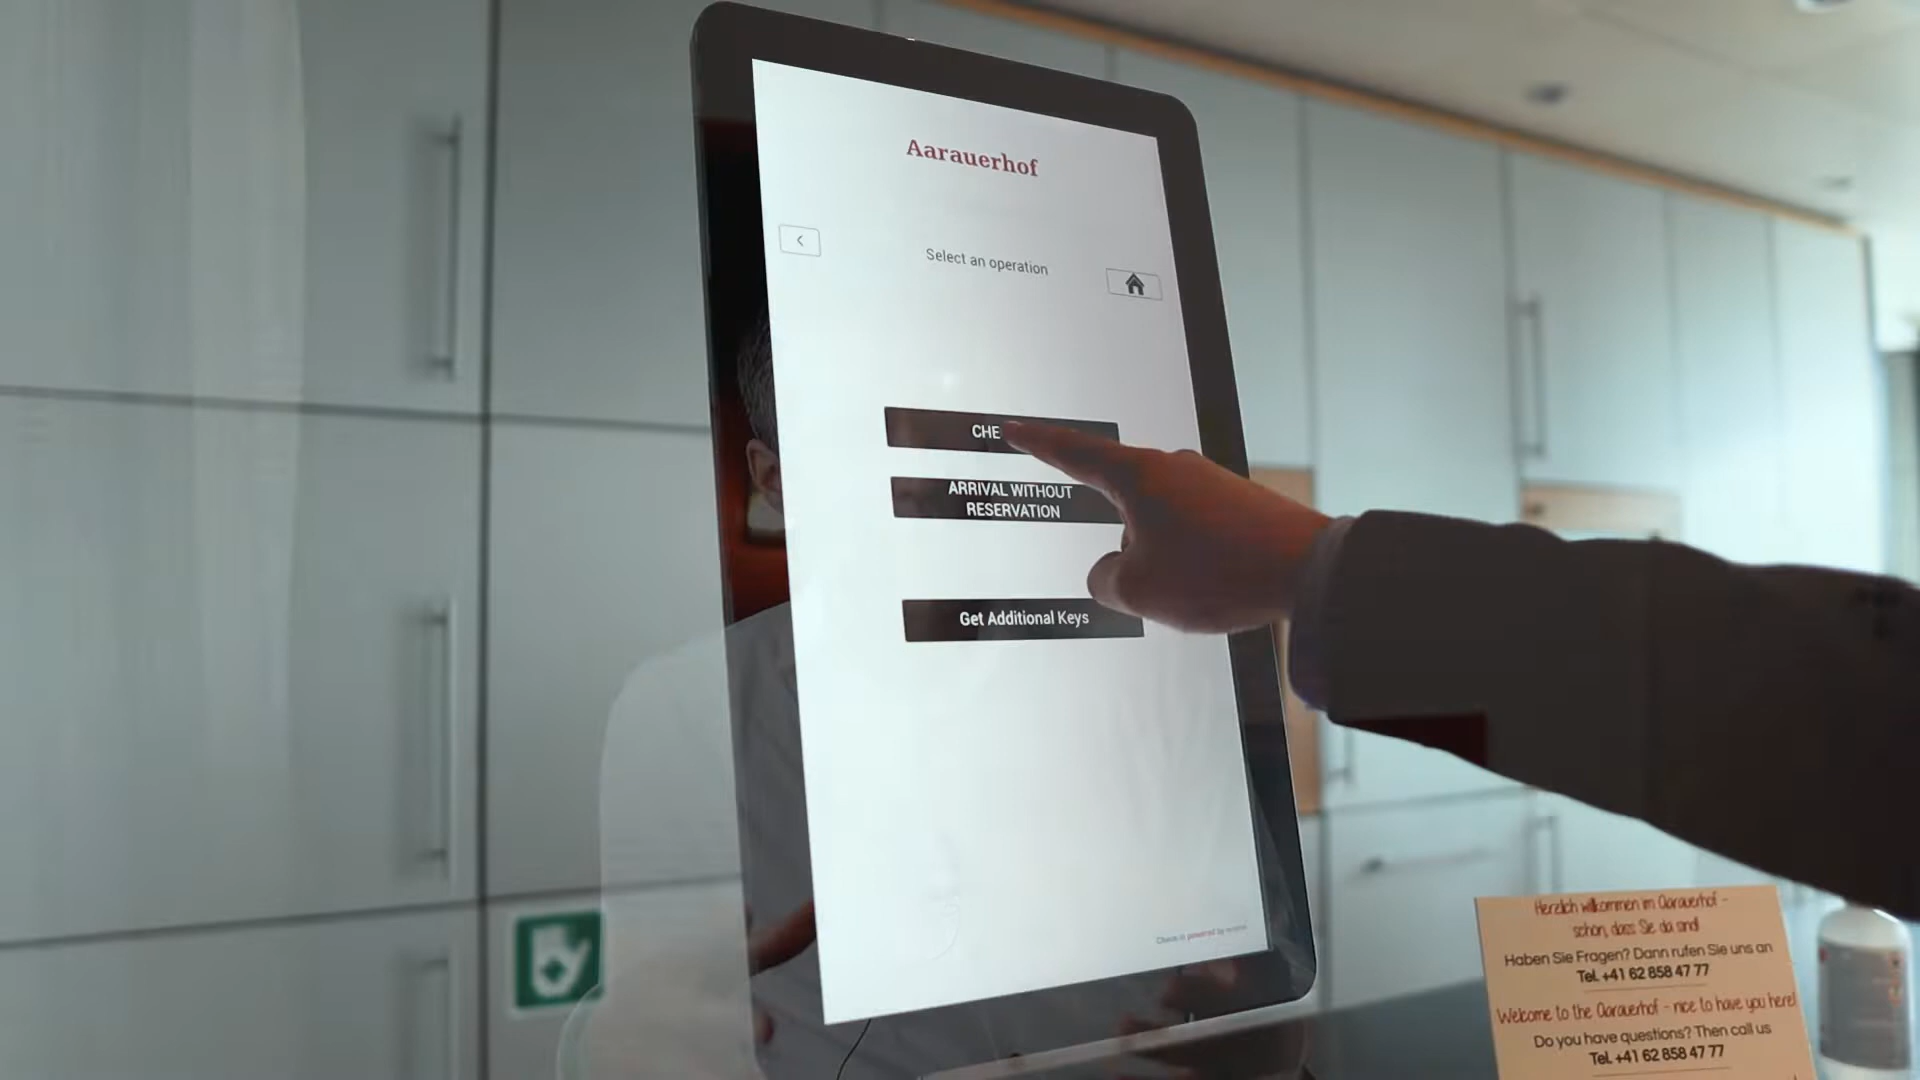 Aarauerhof
Select an operation
CHE
ARRIVAL WITHOUT
RESERVATION
Get Additional Keys
powered by
Herzlich willkommen im Aarauerhof -
schön, dass Sie da sind!
Haben Sie Fragen? Dann rufen Sie uns an
Tel. +41 62 858 47 77
Welcome to the Aarauerhof - nice to have you here!
Do you have questions? Then call us
Tel. +41 62 858 47 77